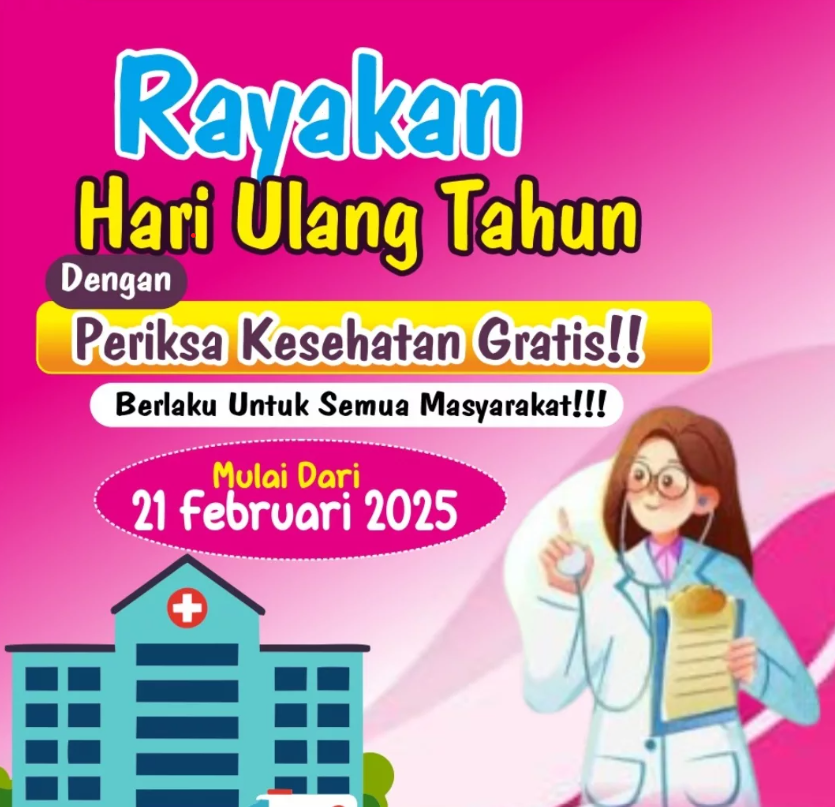 Rayakan
Hari Ulang Tahun
Dengan
Periksa Kesehatan Gratis!!
Berlaku Untuk Semua Masyarakat!!!
Mulai Dari
21 Februari 2025